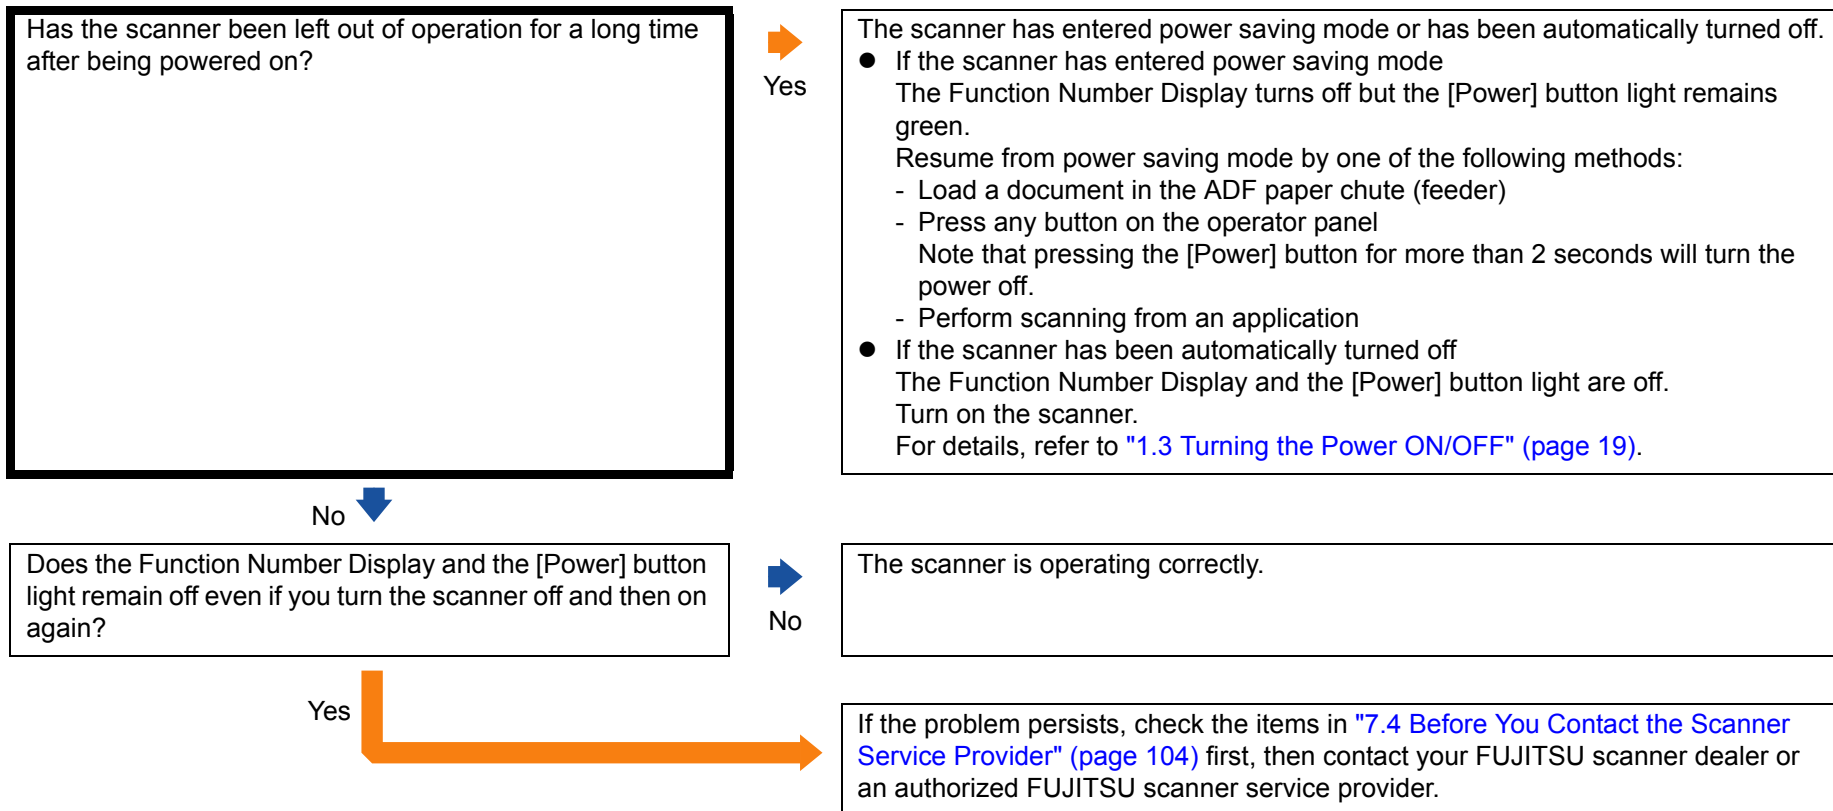 Has the scanner been left out of operation for a long time
after being powered on?
Yes
The scanner has entered power saving mode or has been automatically turned off.
● If the scanner has entered power saving mode
The Function Number Display turns off but the [Power] button light remains
green.
Resume from power saving mode by one of the following methods:
- Load a document in the ADF paper chute (feeder)
- Press any button on the operator panel
Note that pressing the [Power] button for more than 2 seconds will turn the
power off.
- Perform scanning from an application
● If the scanner has been automatically turned off
The Function Number Display and the [Power] button light are off.
Turn on the scanner.
For details, refer to "1.3 Turning the Power ON/OFF" (page 19).
No
Does the Function Number Display and the [Power] button
light remain off even if you turn the scanner off and then on
again?
No
The scanner is operating correctly.
Yes
If the problem persists, check the items in "7.4 Before You Contact the Scanner
Service Provider" (page 104) first, then contact your FUJITSU scanner dealer or
an authorized FUJITSU scanner service provider.